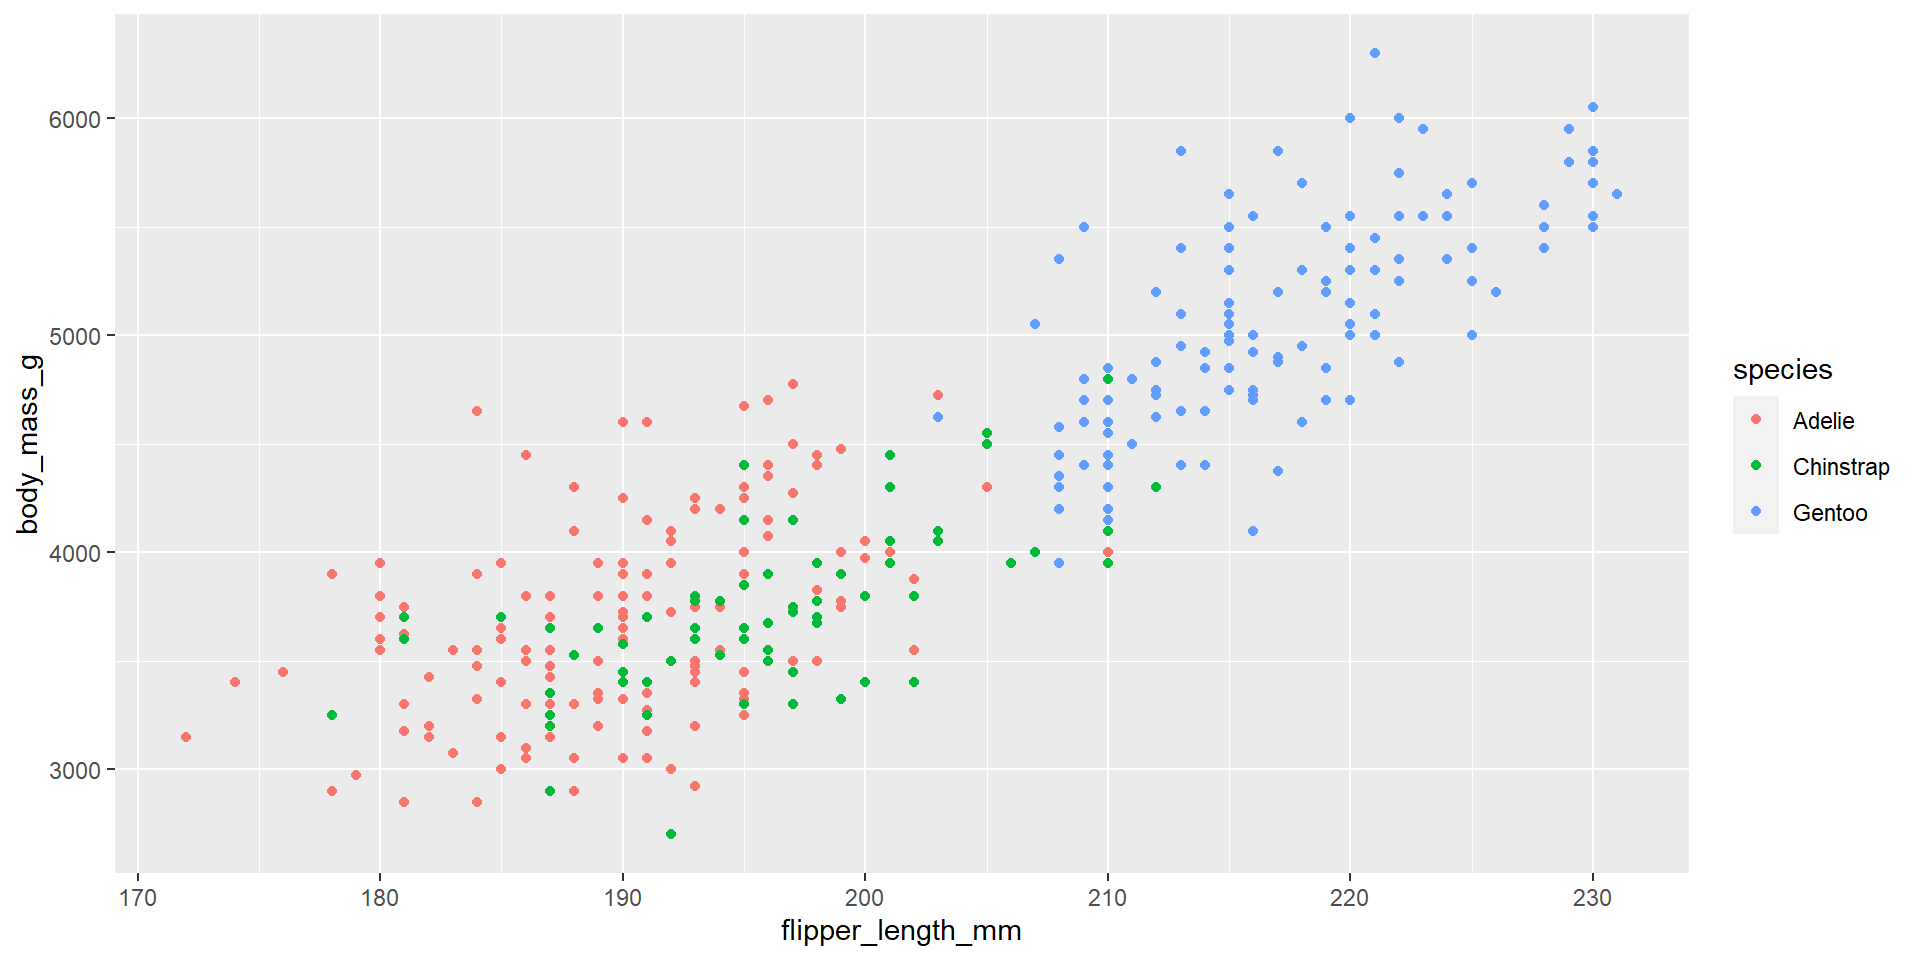 6000
5000
4000
3000
body_mass_g
170 180 190 200 210 220 230
flipper_length_mm
species
Adelie
Chinstrap
Gentoo